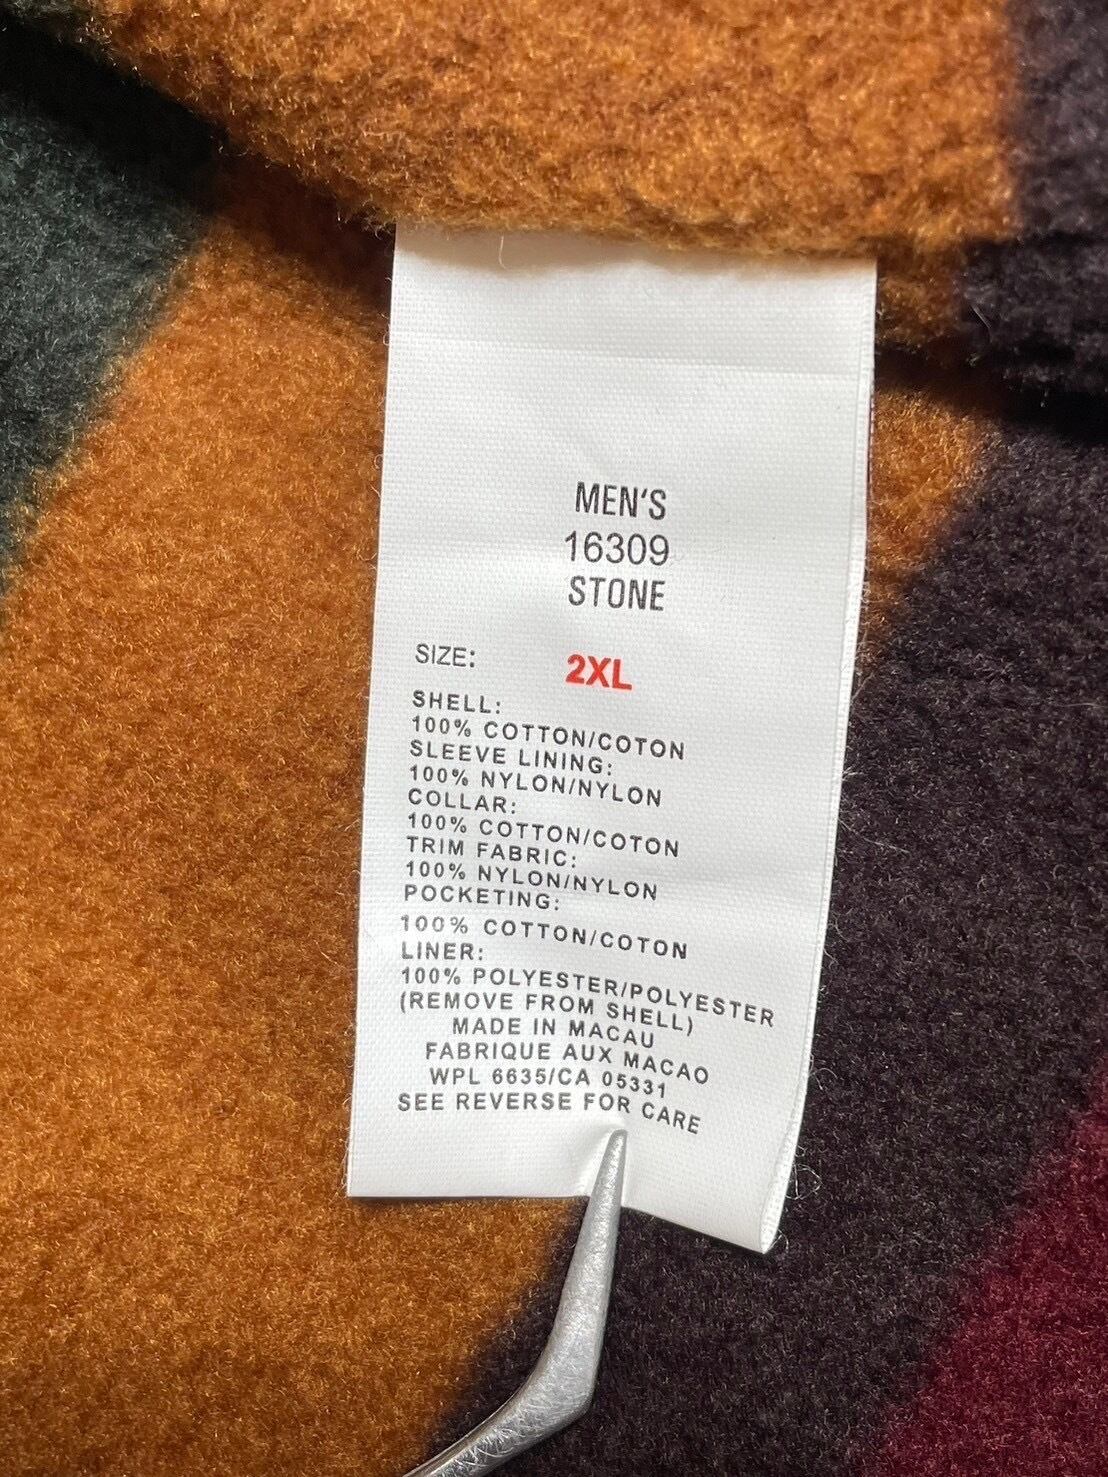 MEN'S
16309
STONE
SIZE: 2XL
SHELL:
100% COTTON/COTON
SLEEVE LINING:
100% NYLON/NYLON
COLLAR:
100% COTTON/COTON
TRIM FABRIC:
100% NYLON/NYLON
POCKETING:
100% COTTON/COTON
LINER:
100% POLYESTER/POLYESTER
(REMOVE FROM SHELL)
MADE IN MACAU
FABRIQUE AUX MACAO
WPL 6635/CA 05331
SEE REVERSE FOR CARE